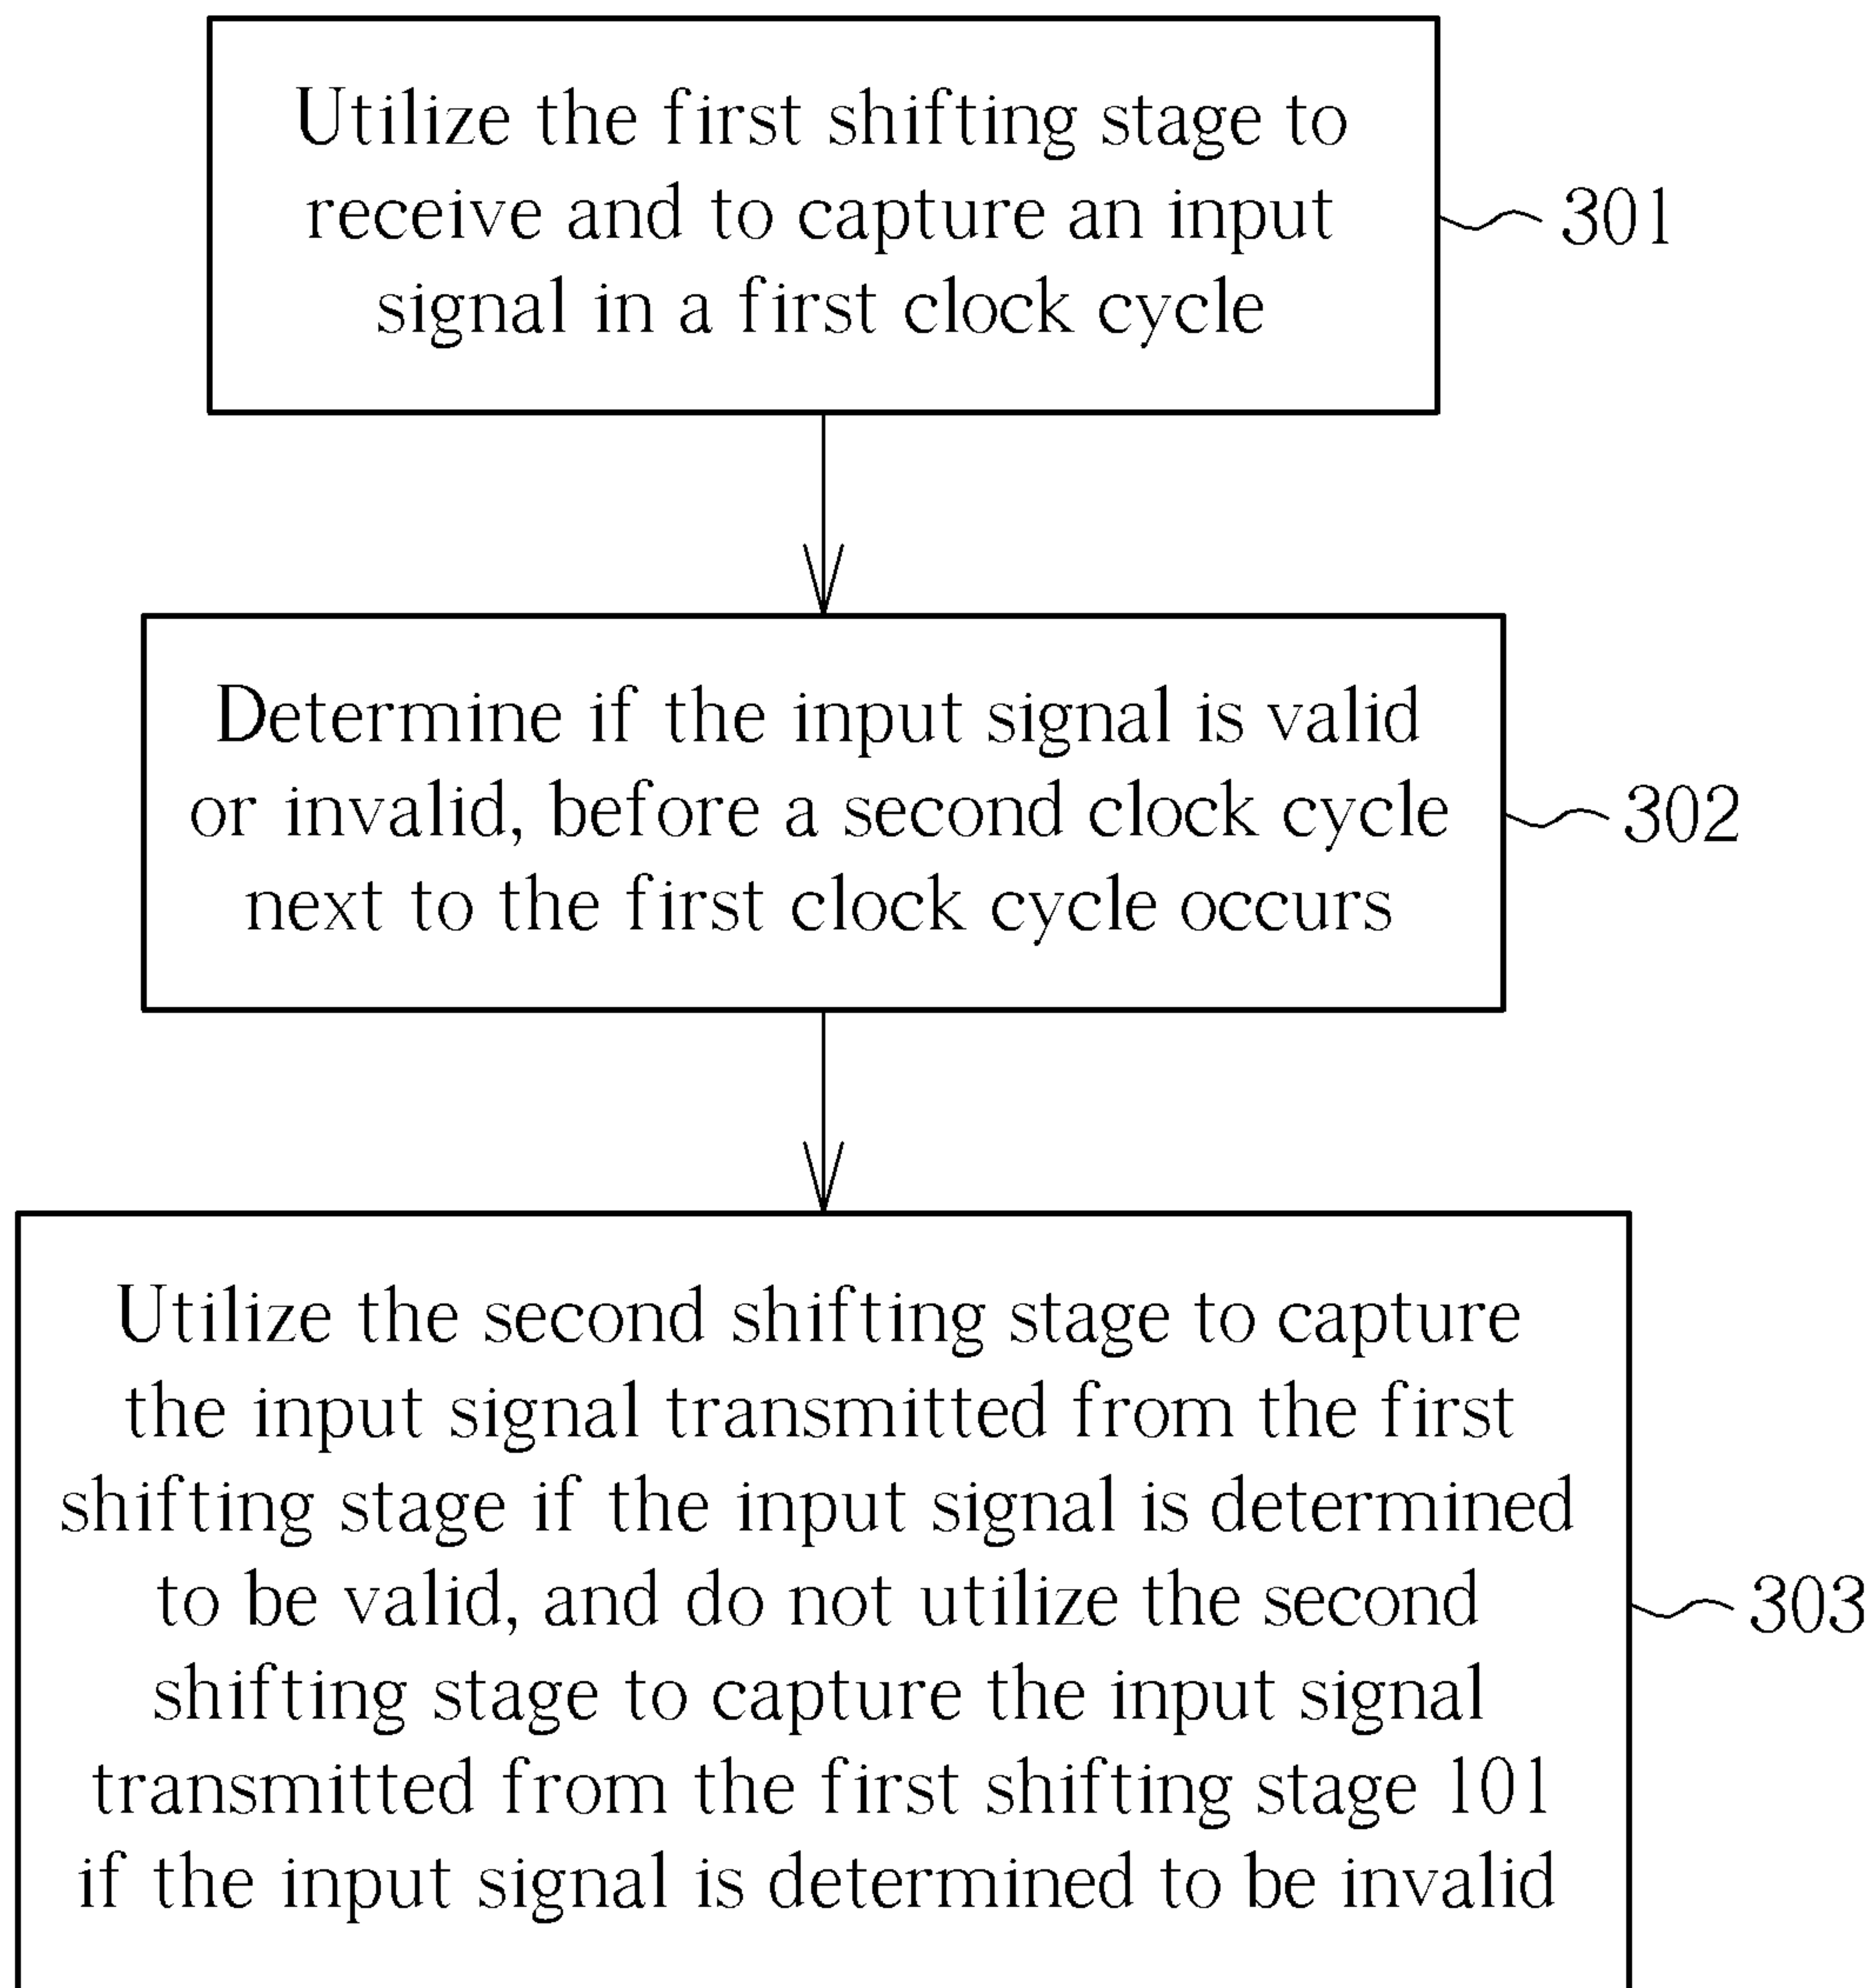 Utilize the first shifting stage to
receive and to capture an input
signal in a first clock cycle
301
Determine if the input signal is valid
or invalid, before a second clock cycle
next to the first clock cycle occurs
302
Utilize the second shifting stage to capture
the input signal transmitted from the first
shifting stage if the input signal is determined
to be valid, and do not utilize the second
shifting stage to capture the input signal
transmitted from the first shifting stage 101
if the input signal is determined to be invalid
303